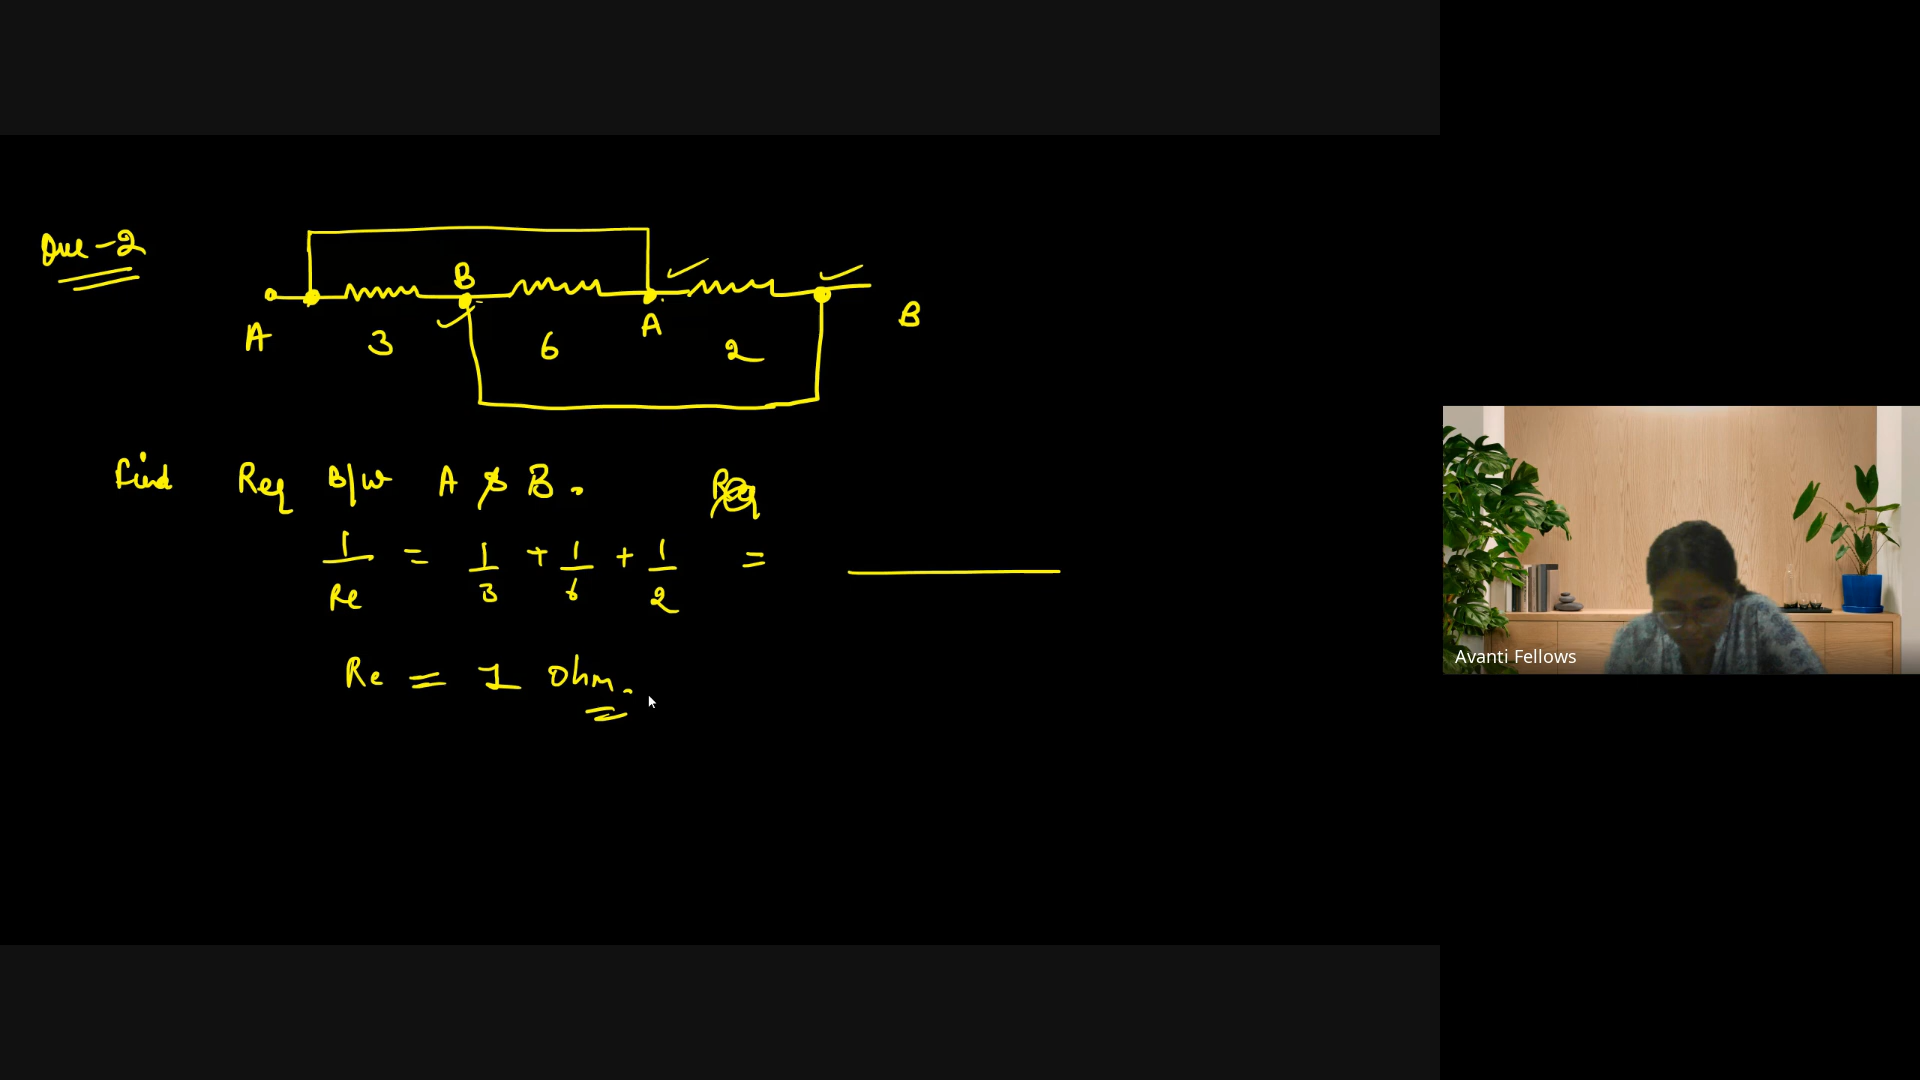 Que-2
B
A 3 6 A 2 B
Find Req B/w A & B.
1/Re = 1/3 + 1/6 + 1/2 =
Re = 1 Ohm.
Avanti Fellows